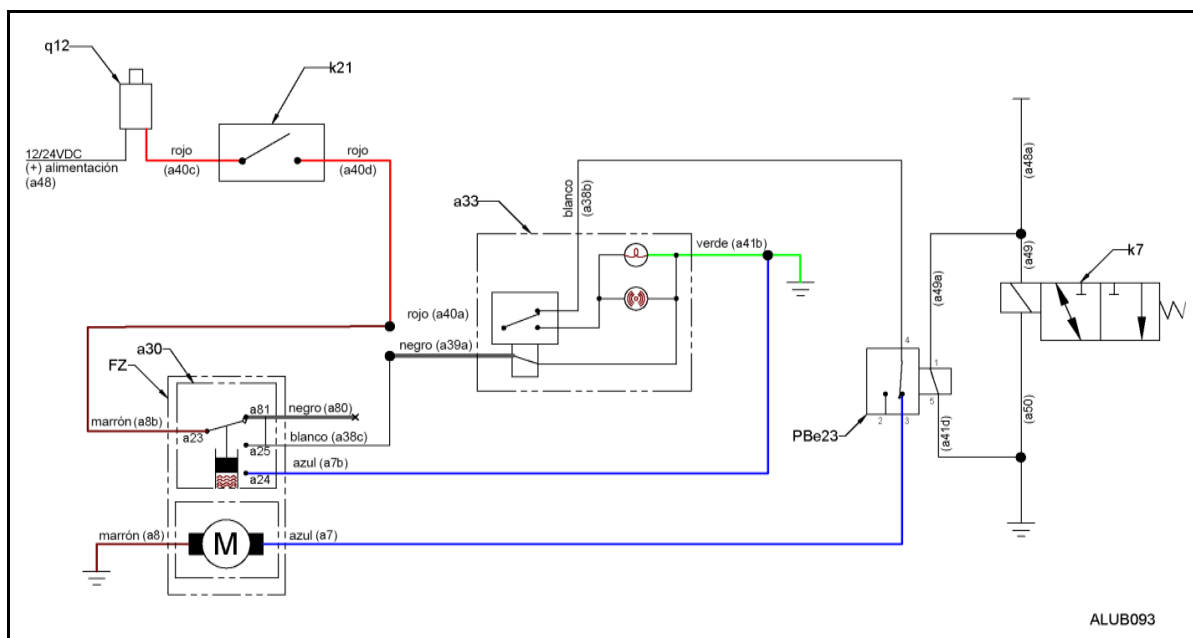 q12
k21
12/24VDC
(+) alimentación
(a48)
rojo
(a40c)
rojo
(a40d)
a33
blanco
(a38b)
verde (a41b)
(a48a)
(a49)
(a49a)
k7
rojo (a40a)
negro (a39a)
a30
FZ
a81
negro (a80)
marrón (a8b)
a23
a25
blanco (a38c)
azul (a7b)
a24
4
1
5
2
3
PBe23
(a41d)
(a50)
marrón (a8)
M
azul (a7)
ALUB093